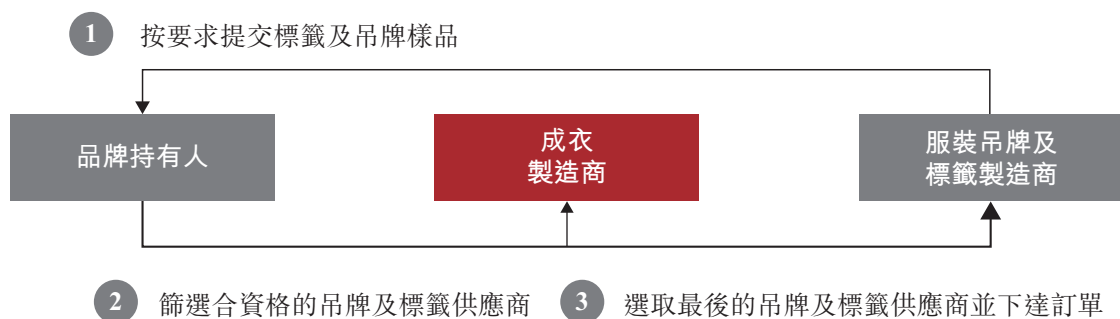 1 按要求提交標籤及吊牌樣品
品牌持有人
成衣
製造商
服裝吊牌及
標籤製造商
2 篩選合資格的吊牌及標籤供應商
3 選取最後的吊牌及標籤供應商並下達訂單